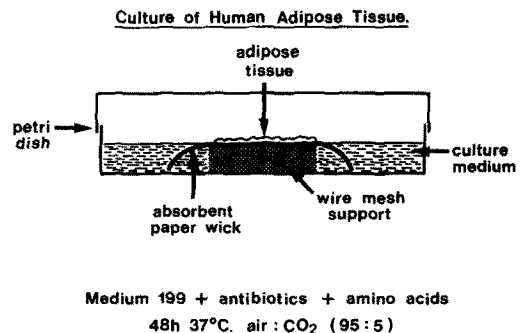 Culture of Human Adipose Tissue.
adipose
tissue
petri
dish
culture
medium
absorbent
paper wick
wire mesh
support
Medium 199 + antibiotics + amino acids
48h 37°C. air : CO₂ (95 : 5)